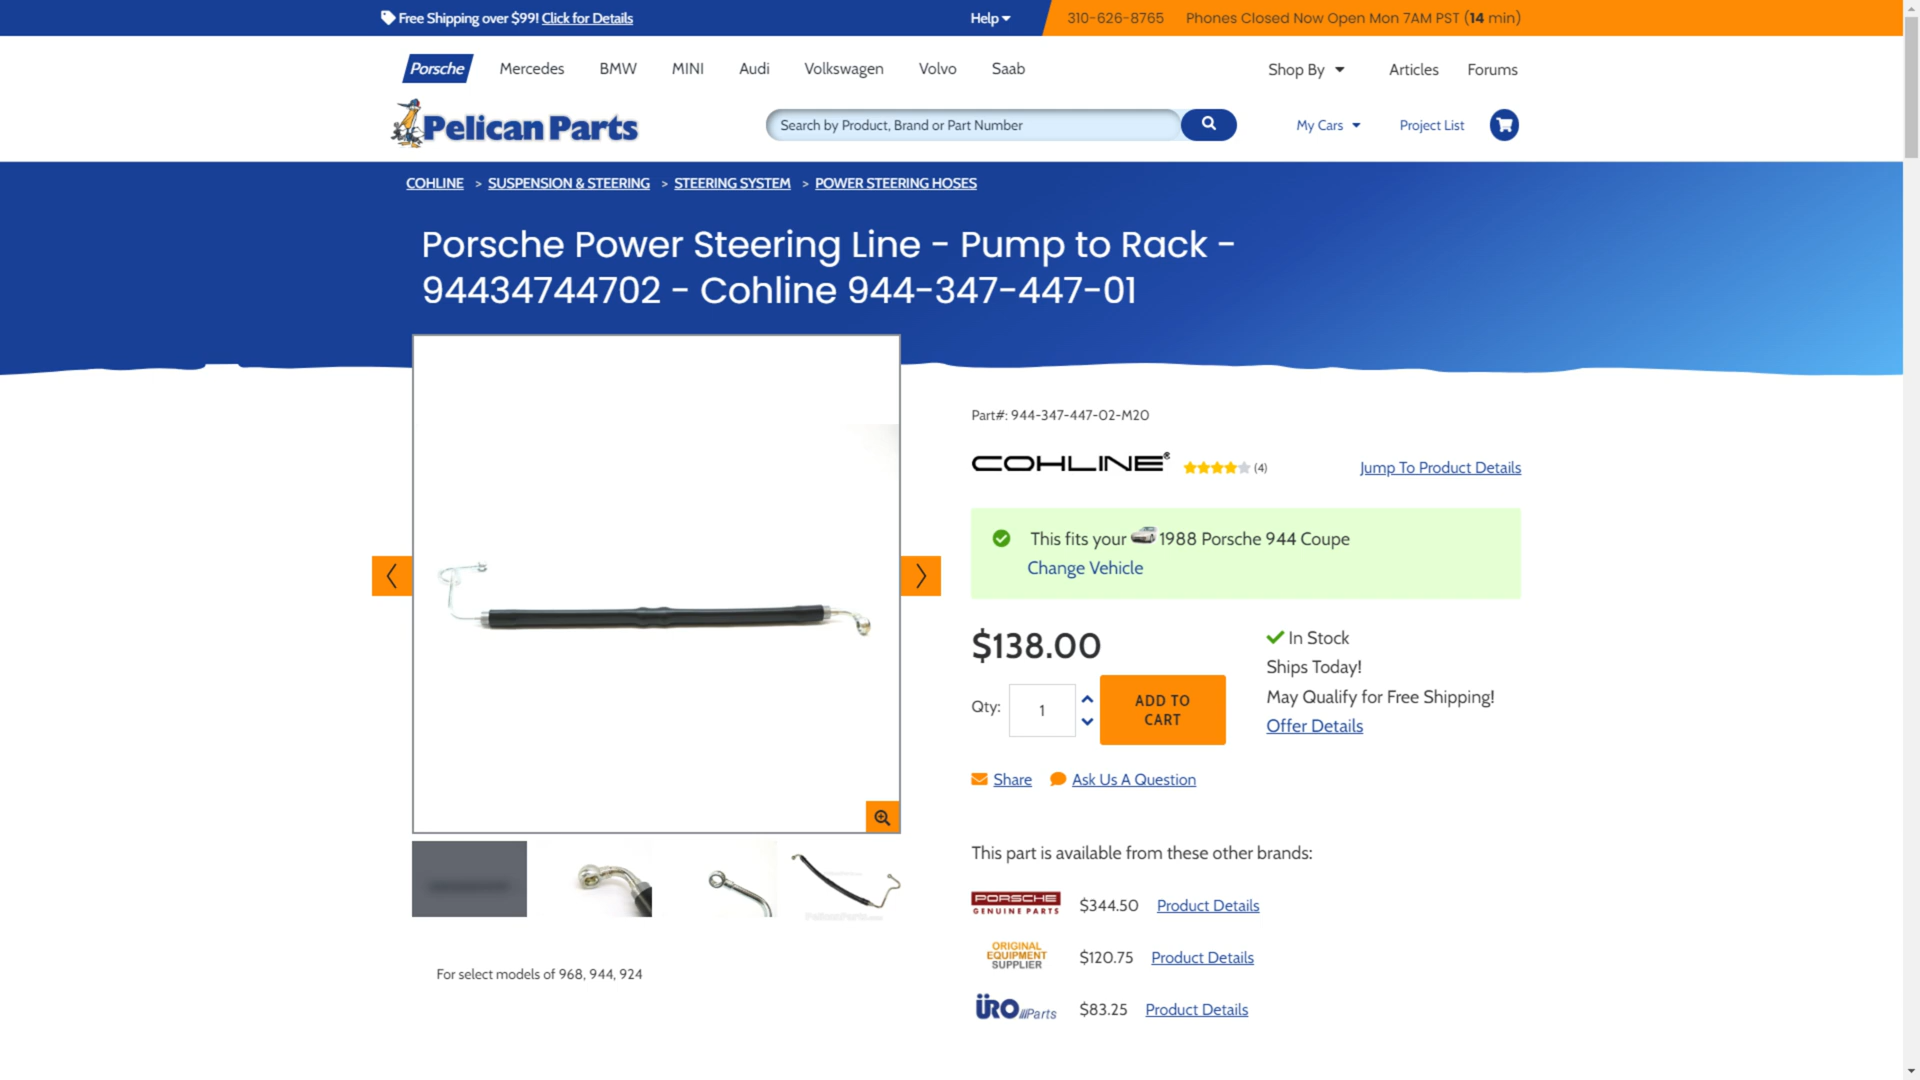 Free Shipping over $99! Click for Details
Help
310-626-8765 Phones Closed Now Open Mon 7AM PST (14 min)
Porsche Mercedes BMW MINI Audi Volkswagen Volvo Saab
Shop By Articles Forums
Pelican Parts
Search by Product, Brand or Part Number
My Cars Project List
COHLINE > SUSPENSION & STEERING > STEERING SYSTEM > POWER STEERING HOSES
Porsche Power Steering Line - Pump to Rack -
94434744702 - Cohline 944-347-447-01
Part#: 944-347-447-02-M20
COHLINE® (4) Jump To Product Details
This fits your 1988 Porsche 944 Coupe
Change Vehicle
$138.00
In Stock
Ships Today!
May Qualify for Free Shipping!
Offer Details
Qty: 1
ADD TO
CART
Share Ask Us A Question
This part is available from these other brands:
PORSCHE
GENUINE PARTS
$344.50 Product Details
ORIGINAL
EQUIPMENT
SUPPLIER
$120.75 Product Details
ÜRO Parts
$83.25 Product Details
PelicanParts.com
For select models of 968, 944, 924